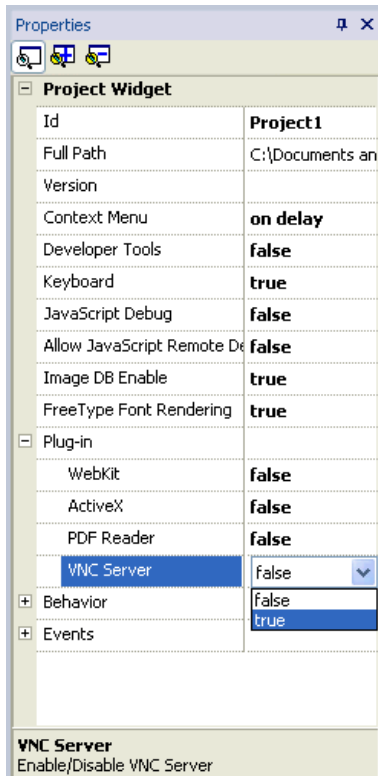 Properties
Project Widget
Id Project1
Full Path C:\Documents an
Version
Context Menu on delay
Developer Tools false
Keyboard true
JavaScript Debug false
Allow JavaScript Remote De false
Image DB Enable true
FreeType Font Rendering true
Plug-in
WebKit false
ActiveX false
PDF Reader false
VNC Server false
false
Behavior
true
Events
VNC Server
Enable/Disable VNC Server